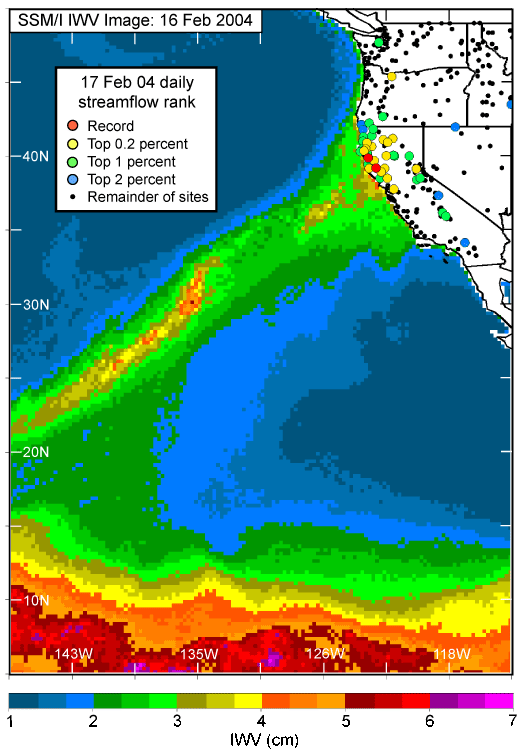 SSM/I IWV Image: 16 Feb 2004
17 Feb 04 daily
streamflow rank
Record
Top 0.2 percent
Top 1 percent
Top 2 percent
Remainder of sites
40N
30N
20N
10N
143W 135W 126W 118W
1 2 3 4 5 6 7
IWV (cm)